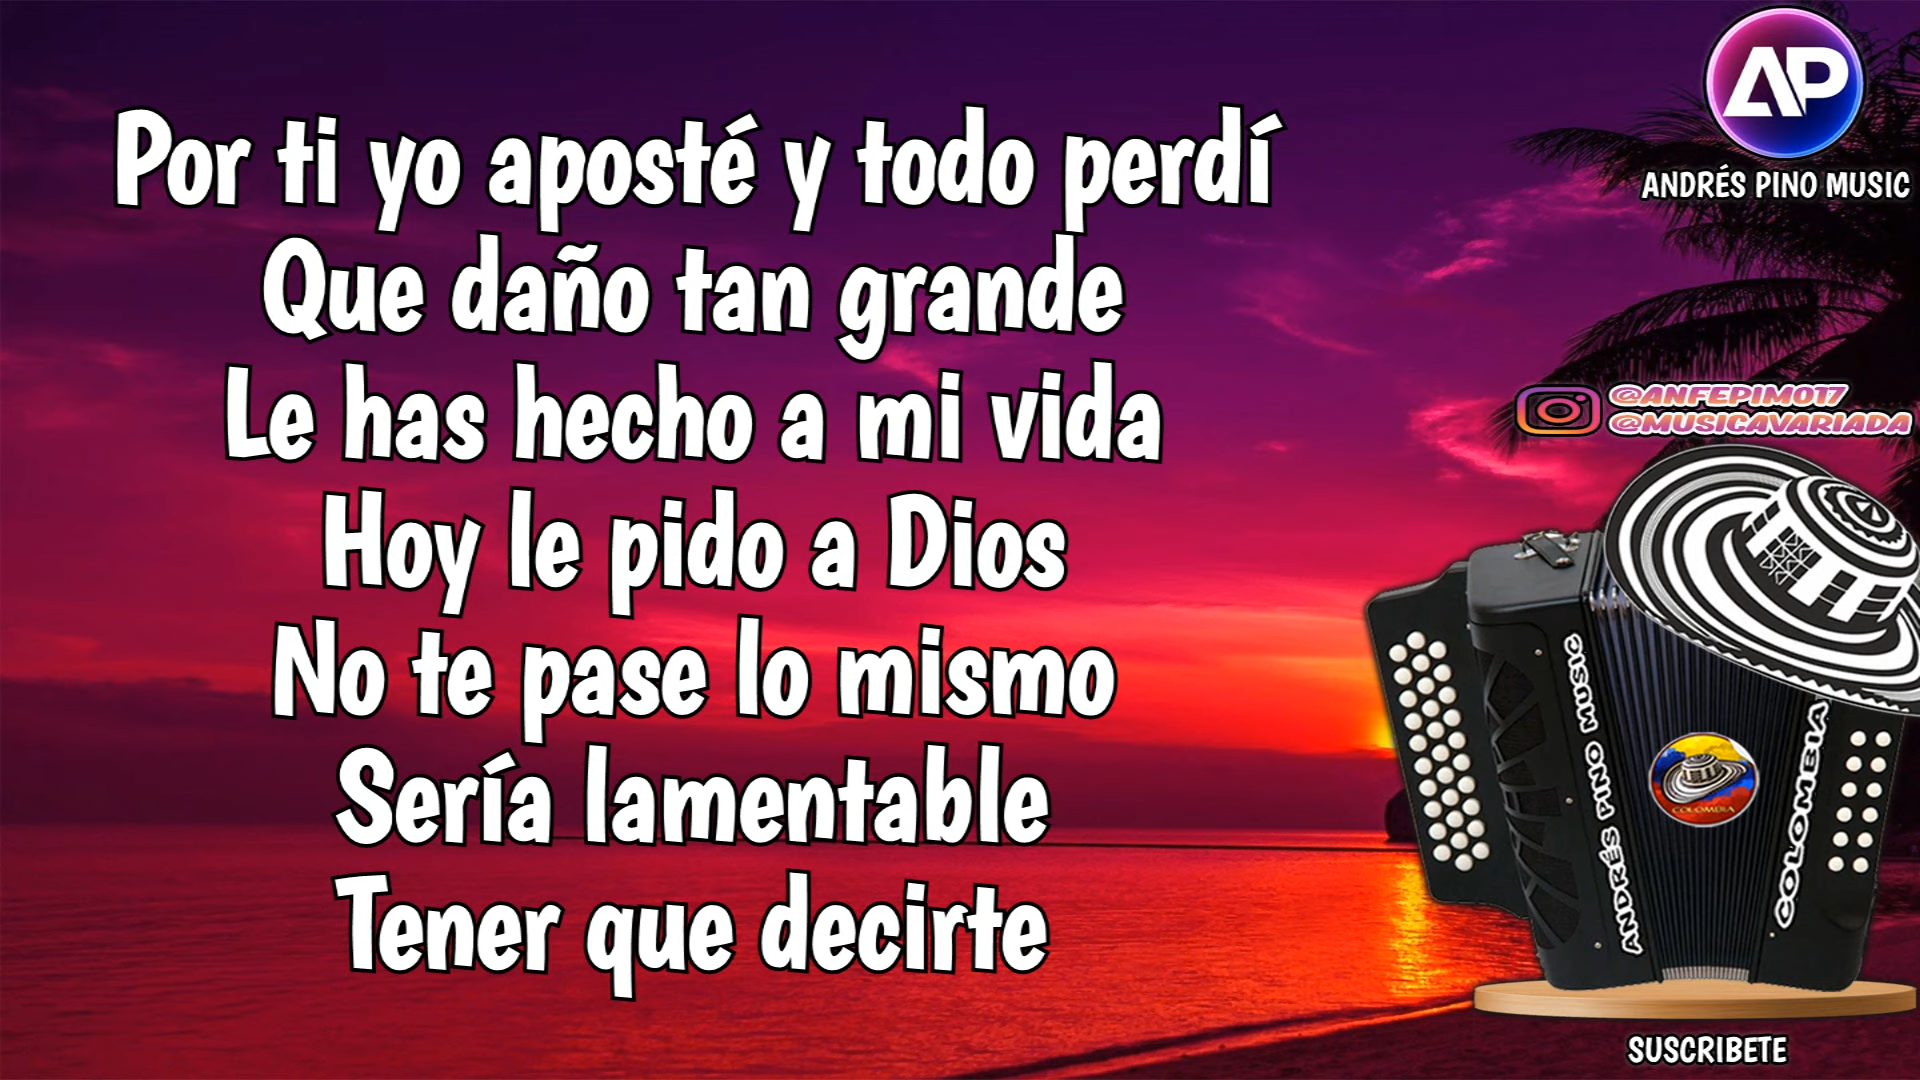 Por ti yo aposté y todo perdí
Que daño tan grande
Le has hecho a mi vida
Hoy le pido a Dios
No te pase lo mismo
Sería lamentable
Tener que decirte
AP
ANDRÉS PINO MUSIC
@ANFEPIMO17
@MUSICAVARIADA
ANDRÉS PINO MUSIC
COLOMBIA
COLOMBIA
SUSCRIBETE